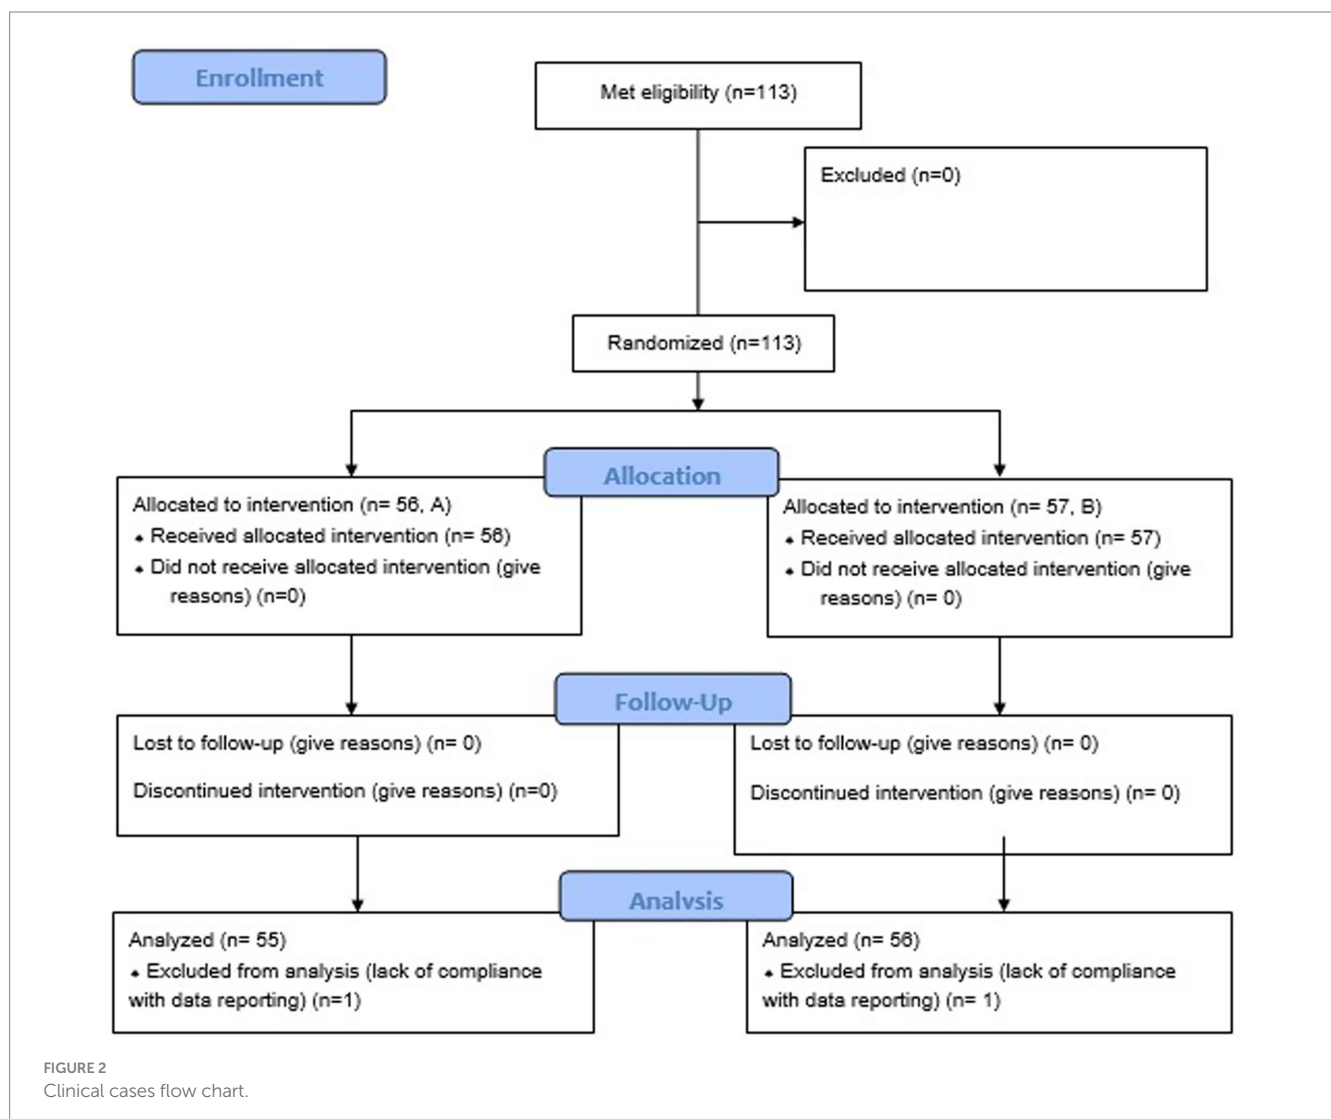 Enrollment
Met eligibility (n=113)
Excluded (n=0)
Randomized (n=113)
Allocation
Allocated to intervention (n= 56, A)
♦ Received allocated intervention (n= 56)
♦ Did not receive allocated intervention (give
reasons) (n=0)
Allocated to intervention (n= 57, B)
♦ Received allocated intervention (n= 57)
♦ Did not receive allocated intervention (give
reasons) (n= 0)
Follow-Up
Lost to follow-up (give reasons) (n= 0)
Discontinued intervention (give reasons) (n=0)
Lost to follow-up (give reasons) (n= 0)
Discontinued intervention (give reasons) (n= 0)
Analysis
Analyzed (n= 55)
♦ Excluded from analysis (lack of compliance
with data reporting) (n=1)
Analyzed (n= 56)
♦ Excluded from analysis (lack of compliance
with data reporting) (n= 1)
FIGURE 2
Clinical cases flow chart.